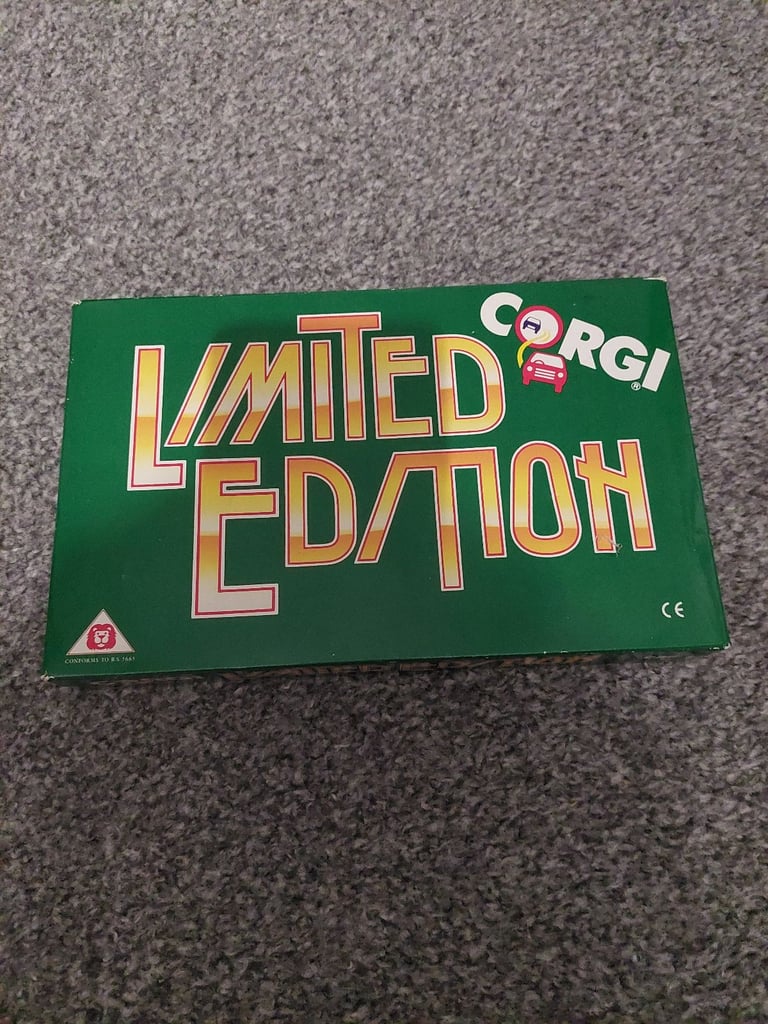 CORGI®
LIMITED
EDITION
CE
CONFORMS TO B.S. 5665